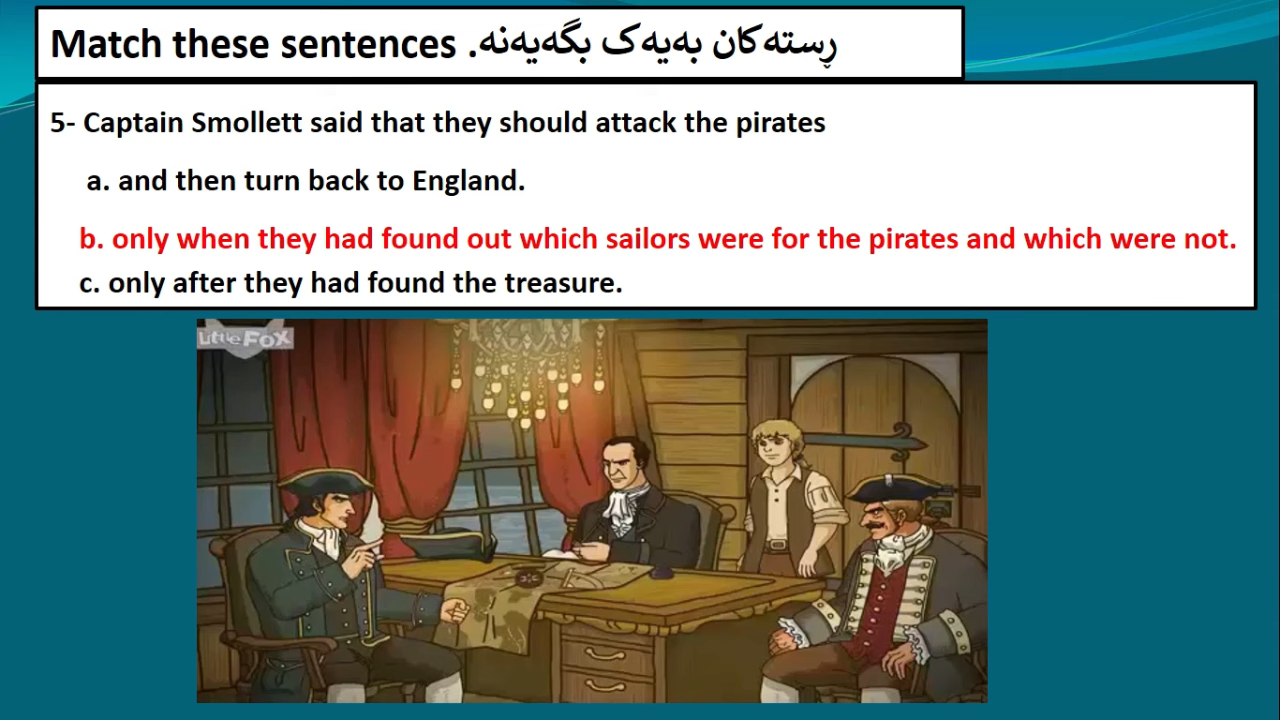 Match these sentences .ڕستەکان بەیەک بگەیەنە
5- Captain Smollett said that they should attack the pirates
a. and then turn back to England.
b. only when they had found out which sailors were for the pirates and which were not.
c. only after they had found the treasure.
Little Fox